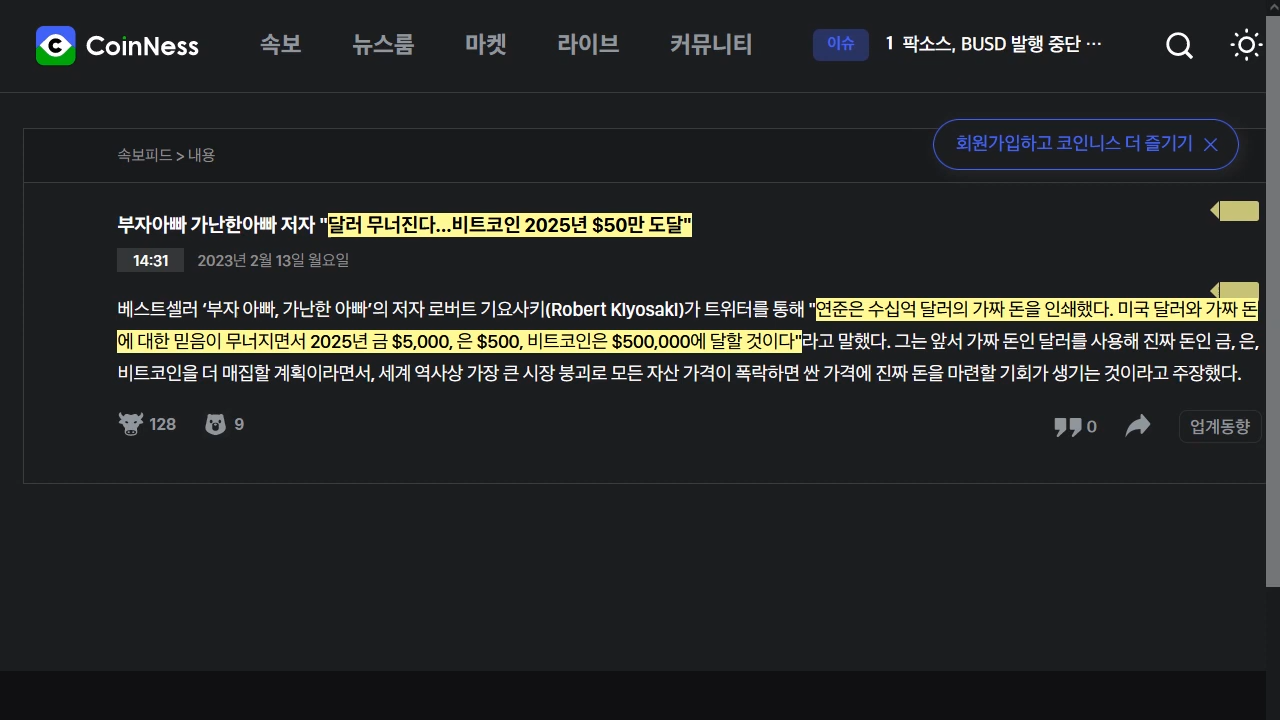 CoinNess 속보 뉴스룸 마켓 라이브 커뮤니티 이슈 1 팍소스, BUSD 발행 중단 ···
회원가입하고 코인니스 더 즐기기
속보피드 > 내용
부자아빠 가난한아빠 저자 "달러 무너진다...비트코인 2025년 $50만 도달"
14:31 2023년 2월 13일 월요일
베스트셀러 ‘부자 아빠, 가난한 아빠’의 저자 로버트 기요사키(Robert Kiyosaki)가 트위터를 통해 "연준은 수십억 달러의 가짜 돈을 인쇄했다. 미국 달러와 가짜 돈
에 대한 믿음이 무너지면서 2025년 금 $5,000, 은 $500, 비트코인은 $500,000에 달할 것이다"라고 말했다. 그는 앞서 가짜 돈인 달러를 사용해 진짜 돈인 금, 은,
비트코인을 더 매집할 계획이라면서, 세계 역사상 가장 큰 시장 붕괴로 모든 자산 가격이 폭락하면 싼 가격에 진짜 돈을 마련할 기회가 생기는 것이라고 주장했다.
128 9 0 업계동향